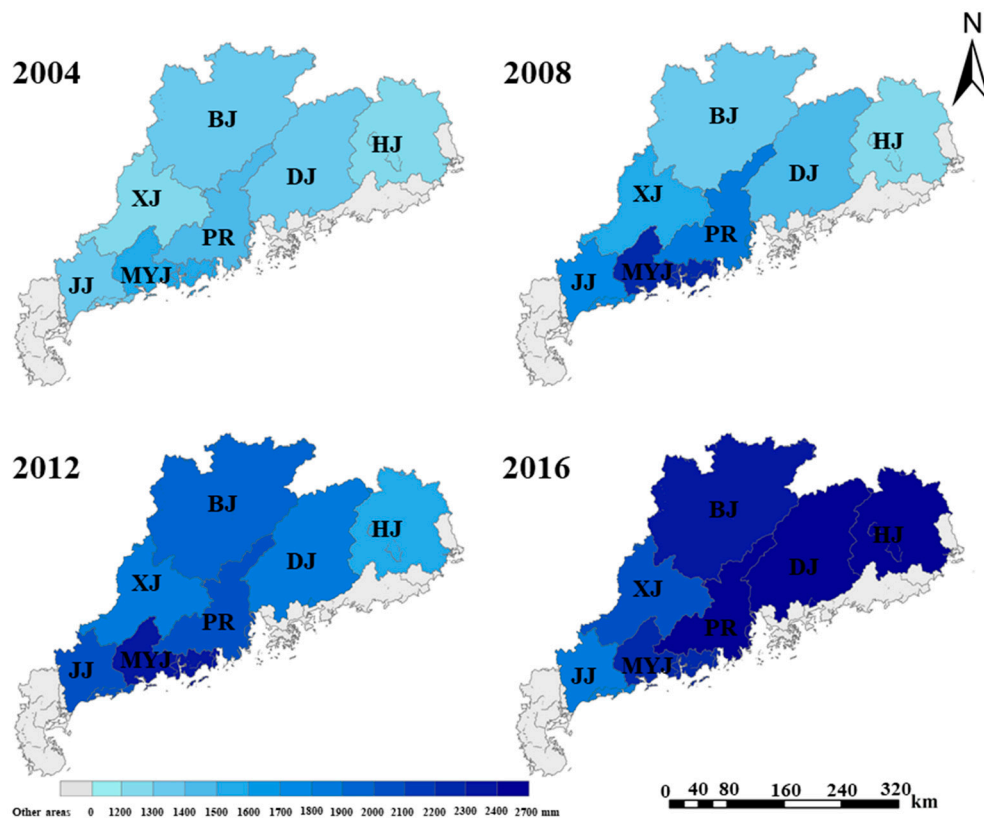 N
2004
BJ
HJ
DJ
XJ
PR
MYJ
JJ
2008
BJ
HJ
DJ
XJ
PR
MYJ
JJ
2012
BJ
HJ
DJ
XJ
PR
MYJ
JJ
2016
BJ
HJ
DJ
XJ
PR
MYJ
JJ
Other areas 0 1200 1300 1400 1500 1600 1700 1800 1900 2000 2100 2200 2300 2400 2700 mm
0 40 80 160 240 320
km